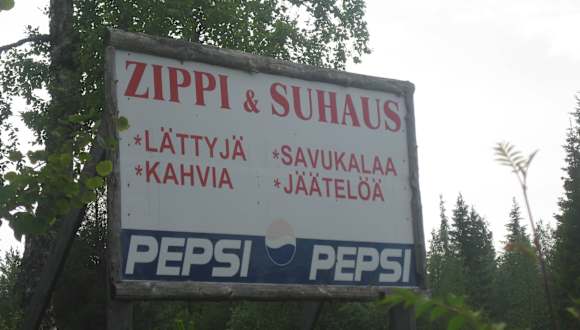 ZIPPI & SUHAUS
*LÄTTYJÄ *SAVUKALAA
*KAHVIA *JÄÄTELÖÄ
PEPSI PEPSI